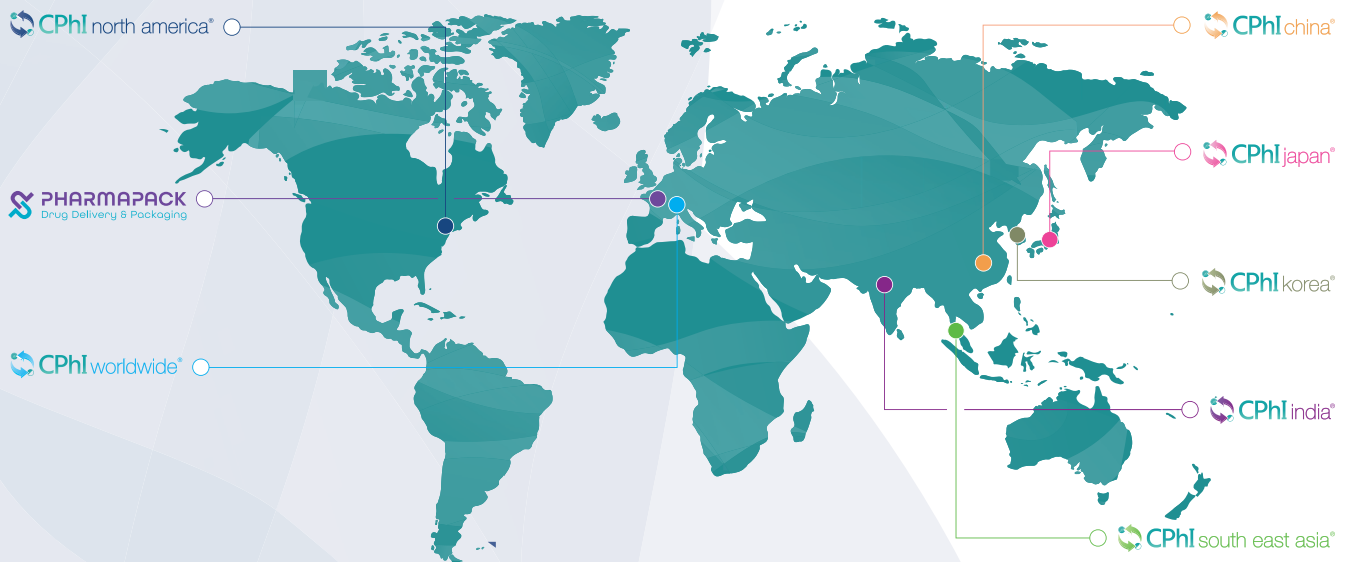 CPhI north america®
PHARMAPACK
Drug Delivery & Packaging
CPhI worldwide®
CPhI china®
CPhI japan®
CPhI korea®
CPhI india®
CPhI south east asia®